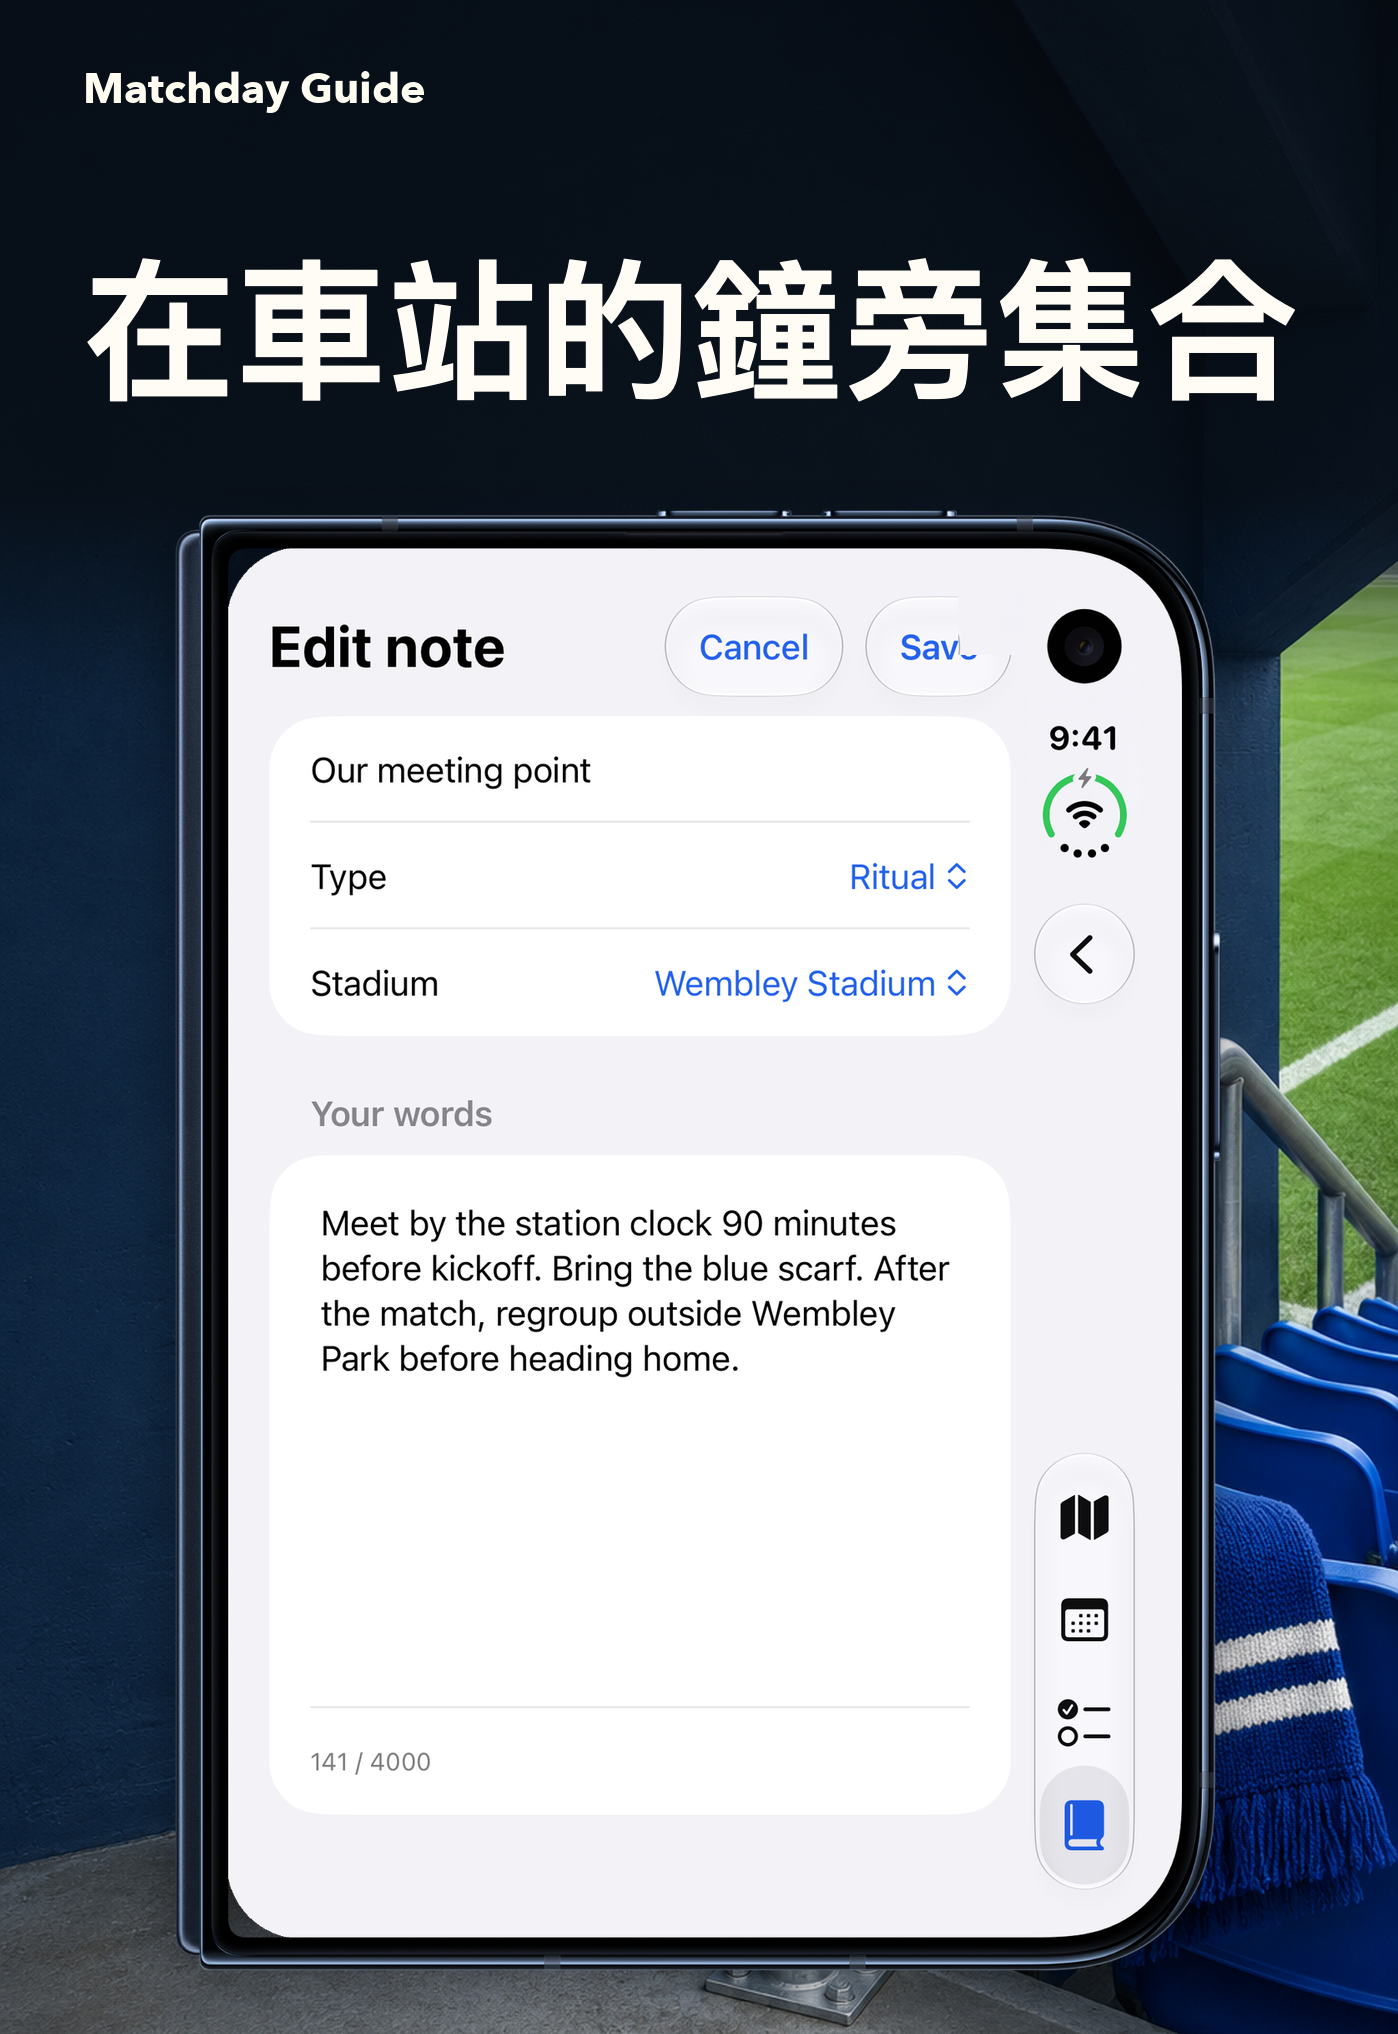 Matchday Guide
在車站的鐘旁集合
Edit note
Cancel
Save
9:41
Our meeting point
Type
Ritual
Stadium
Wembley Stadium
Your words
Meet by the station clock 90 minutes
before kickoff. Bring the blue scarf. After
the match, regroup outside Wembley
Park before heading home.
141 / 4000